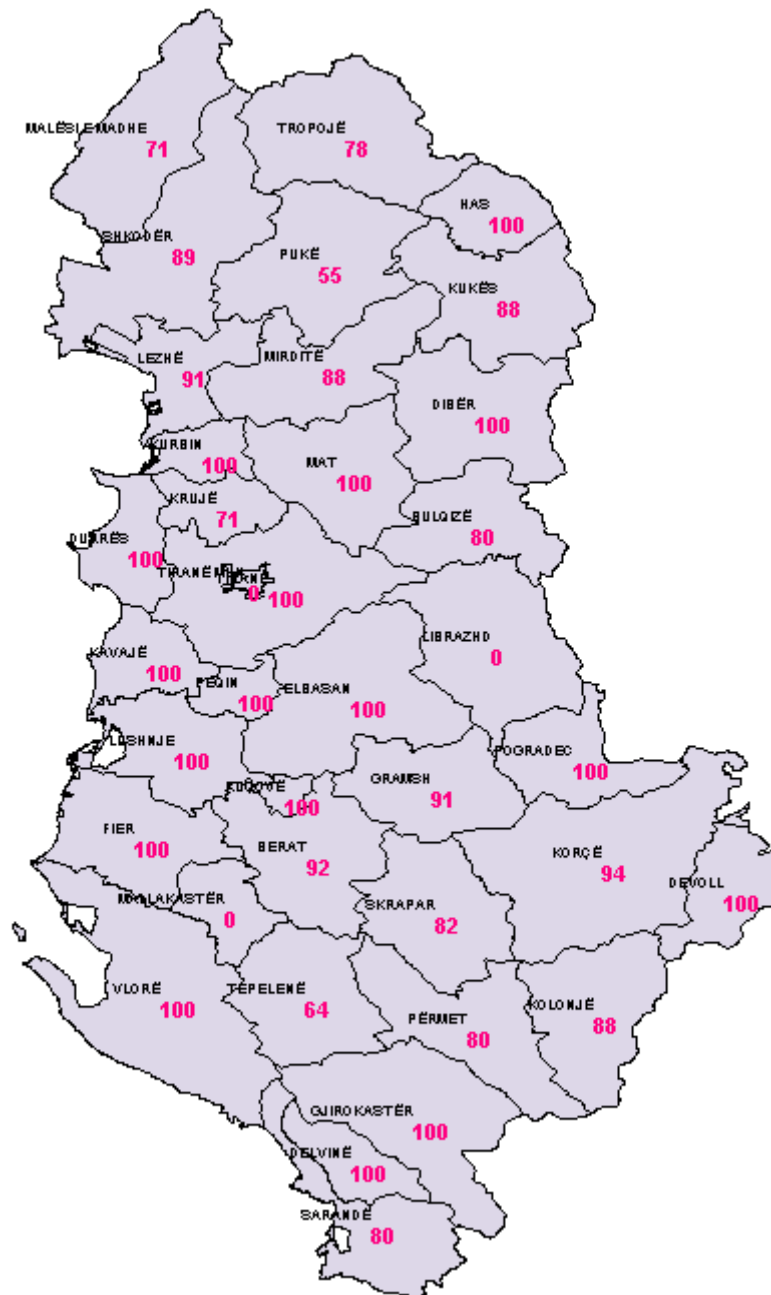 MALËSI E MADHE
71
TROPOJË
78
HAS
100
SHKODËR
89
PUKË
55
KUKËS
88
LEZHË
91
MIRDITË
88
DIBËR
100
KURBIN
100
MAT
100
KRUJË
71
BULQIZË
80
DURRËS
100
0
100
LIBRAZHD
0
KAVAJË
100
PEQIN
100
ELBASAN
100
LUSHNJE
100
POGRADEC
100
KUÇOVË
100
GRAMSH
91
FIER
100
BERAT
92
KORÇË
94
DEVOLL
100
MALLAKASTËR
0
SKRAPAR
82
VLORË
100
TEPELENË
64
PËRMET
80
KOLONJË
88
GJIROKASTËR
100
DELVINË
100
SARANDË
80